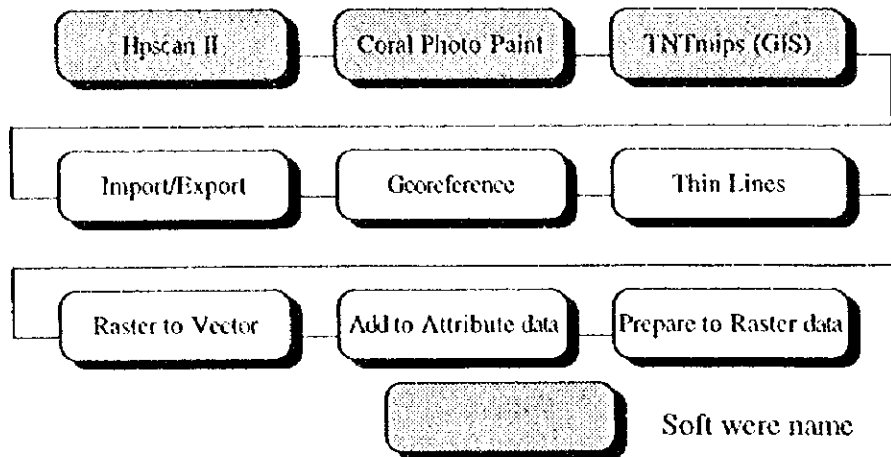 Hpscan II
Coral Photo Paint
TNTmips (GIS)
Import/Export
Georeference
Thin Lines
Raster to Vector
Add to Attribute data
Prepare to Raster data
Soft were name